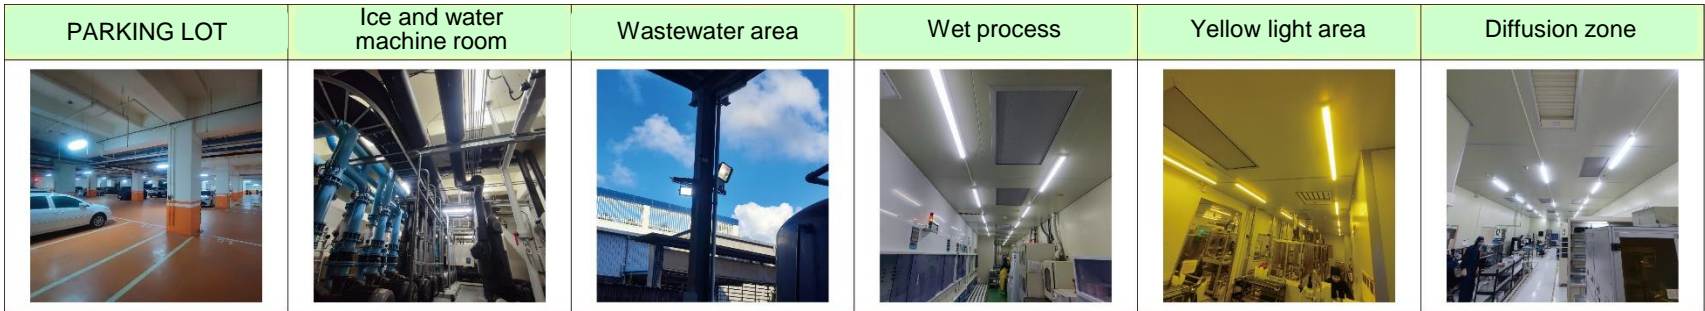 PARKING LOT
Ice and water
machine room
Wastewater area
Wet process
Yellow light area
Diffusion zone